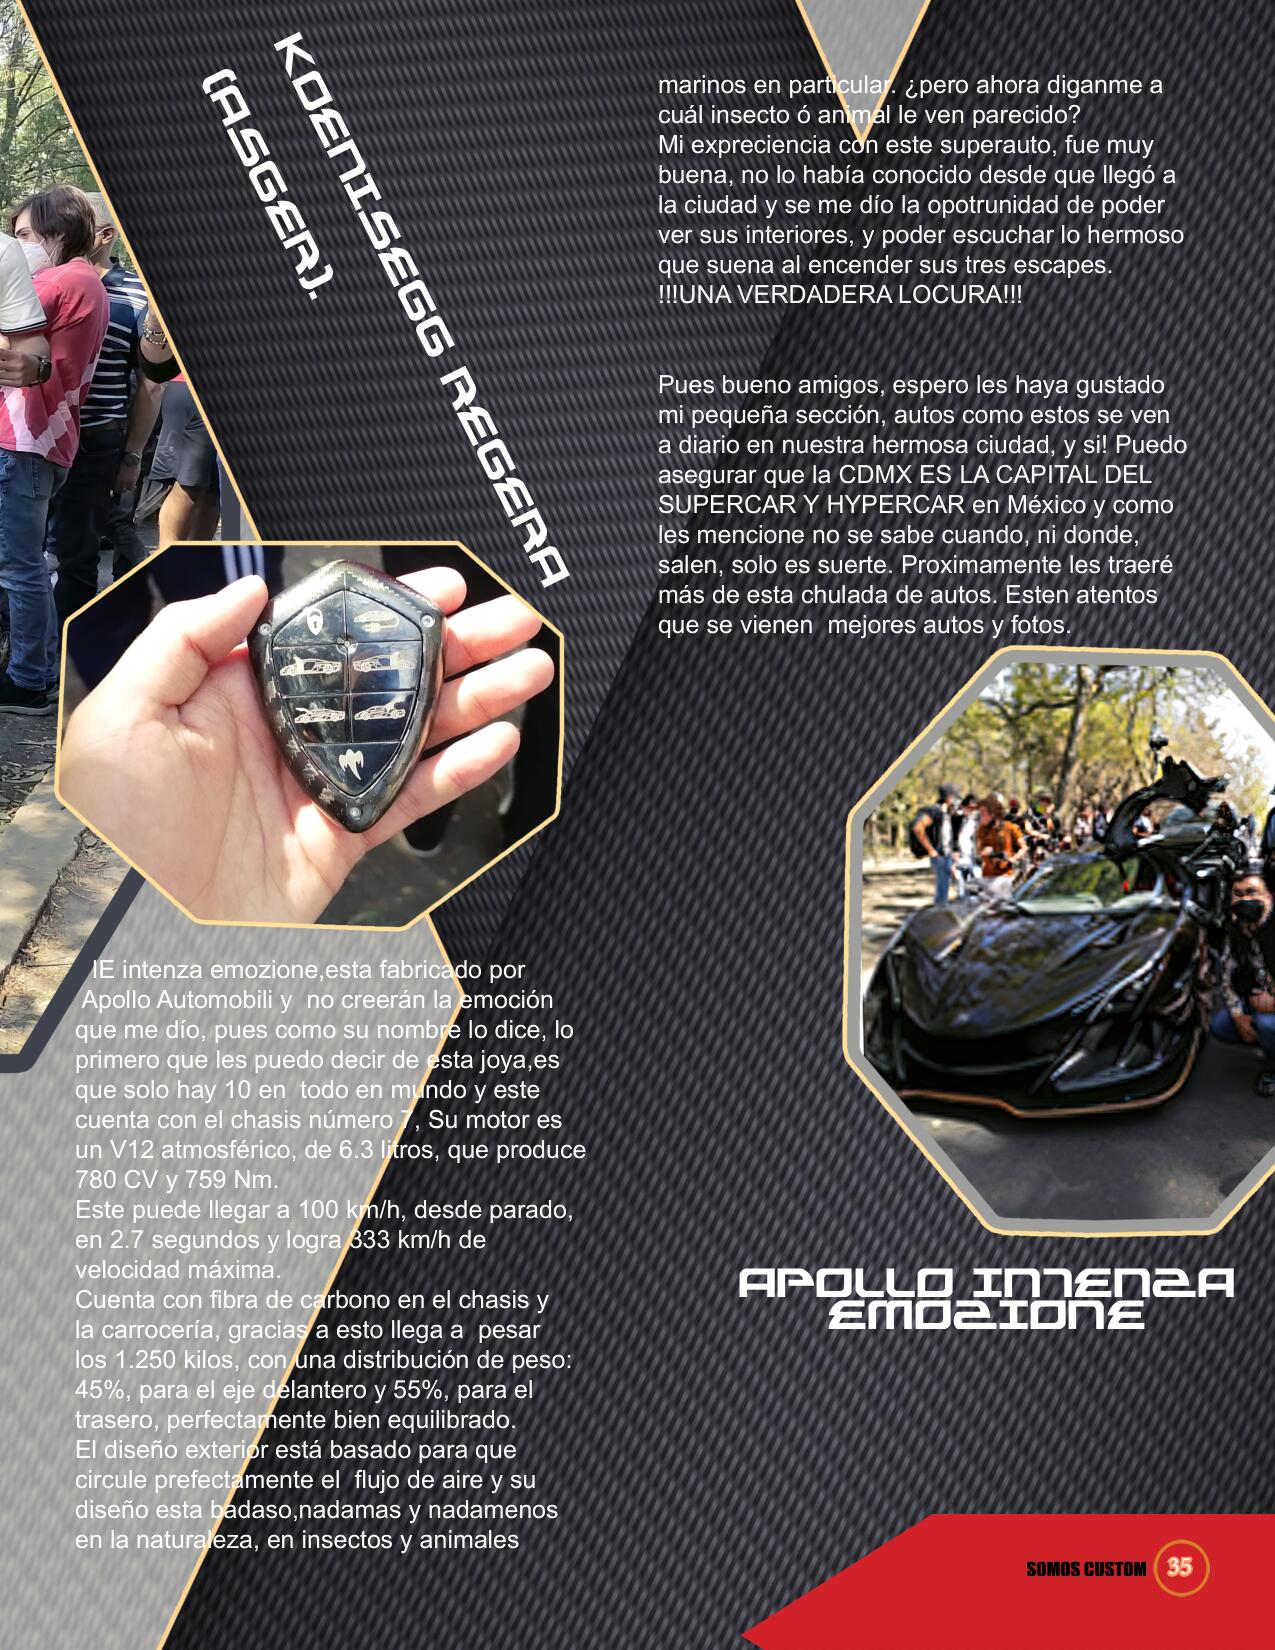 KOENISEGG REGERA
(ASGER).
IE intenza emozione,esta fabricado por
Apollo Automobili y  no creerán la emoción
que me dío, pues como su nombre lo dice, lo
primero que les puedo decir de esta joya,es
que solo hay 10 en  todo en mundo y este
cuenta con el chasis número 7, Su motor es
un V12 atmosférico, de 6.3 litros, que produce
780 CV y 759 Nm.
Este puede llegar a 100 km/h, desde parado,
en 2.7 segundos y logra 333 km/h de
velocidad máxima.
Cuenta con fibra de carbono en el chasis y
la carrocería, gracias a esto llega a  pesar
los 1.250 kilos, con una distribución de peso:
45%, para el eje delantero y 55%, para el
trasero, perfectamente bien equilibrado.
El diseño exterior está basado para que
circule prefectamente el  flujo de aire y su
diseño esta badaso,nadamas y nadamenos
en la naturaleza, en insectos y animales
marinos en particular. ¿pero ahora diganme a
cuál insecto ó animal le ven parecido?
Mi expreciencia con este superauto, fue muy
buena, no lo había conocido desde que llegó a
la ciudad y se me dío la opotrunidad de poder
ver sus interiores, y poder escuchar lo hermoso
que suena al encender sus tres escapes.
!!!UNA VERDADERA LOCURA!!!
Pues bueno amigos, espero les haya gustado
mi pequeña sección, autos como estos se ven
a diario en nuestra hermosa ciudad, y si! Puedo
asegurar que la CDMX ES LA CAPITAL DEL
SUPERCAR Y HYPERCAR en México y como
les mencione no se sabe cuando, ni donde,
salen, solo es suerte. Proximamente les traeré
más de esta chulada de autos. Esten atentos
que se vienen  mejores autos y fotos.
APOLLO INTENZA
EMOZIONE
SOMOS CUSTOM 35